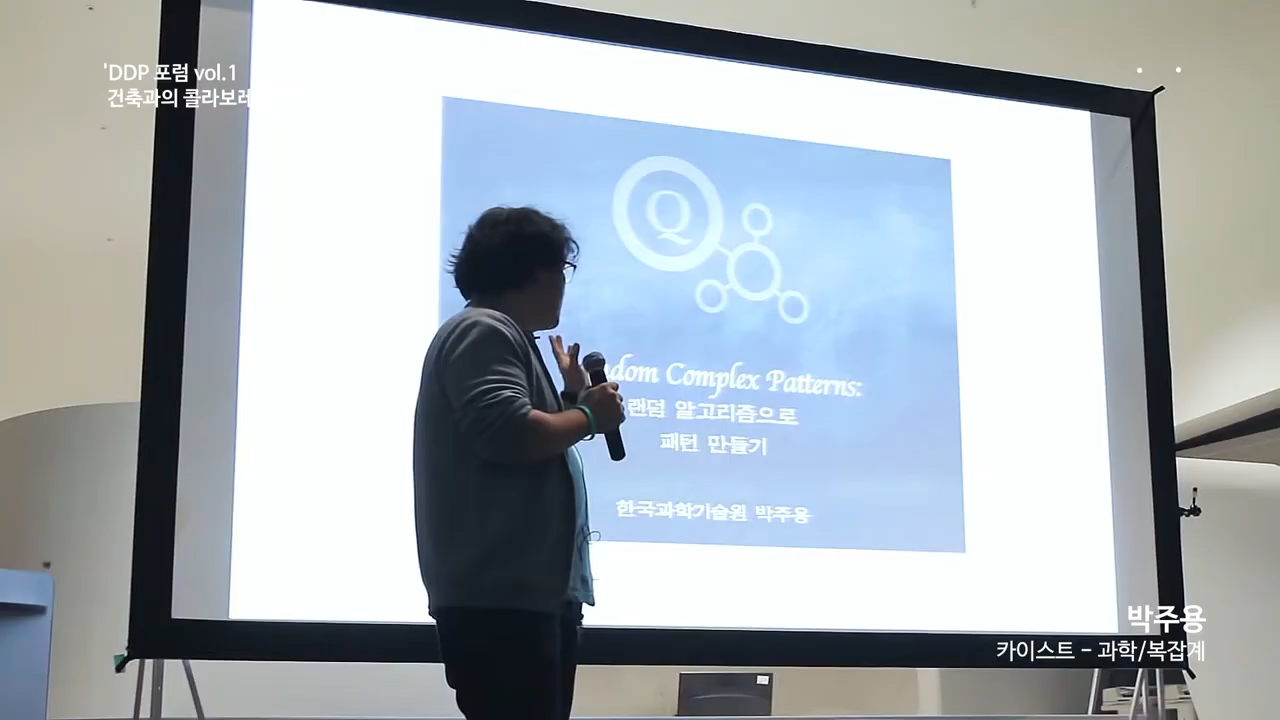 'DDP 포럼 vol.1
건축과의 콜라보레
Q
Complex Patterns:
랜덤 알고리즘으로
패턴 만들기
한국과학기술원 박주용
박주용
카이스트 - 과학/복잡계